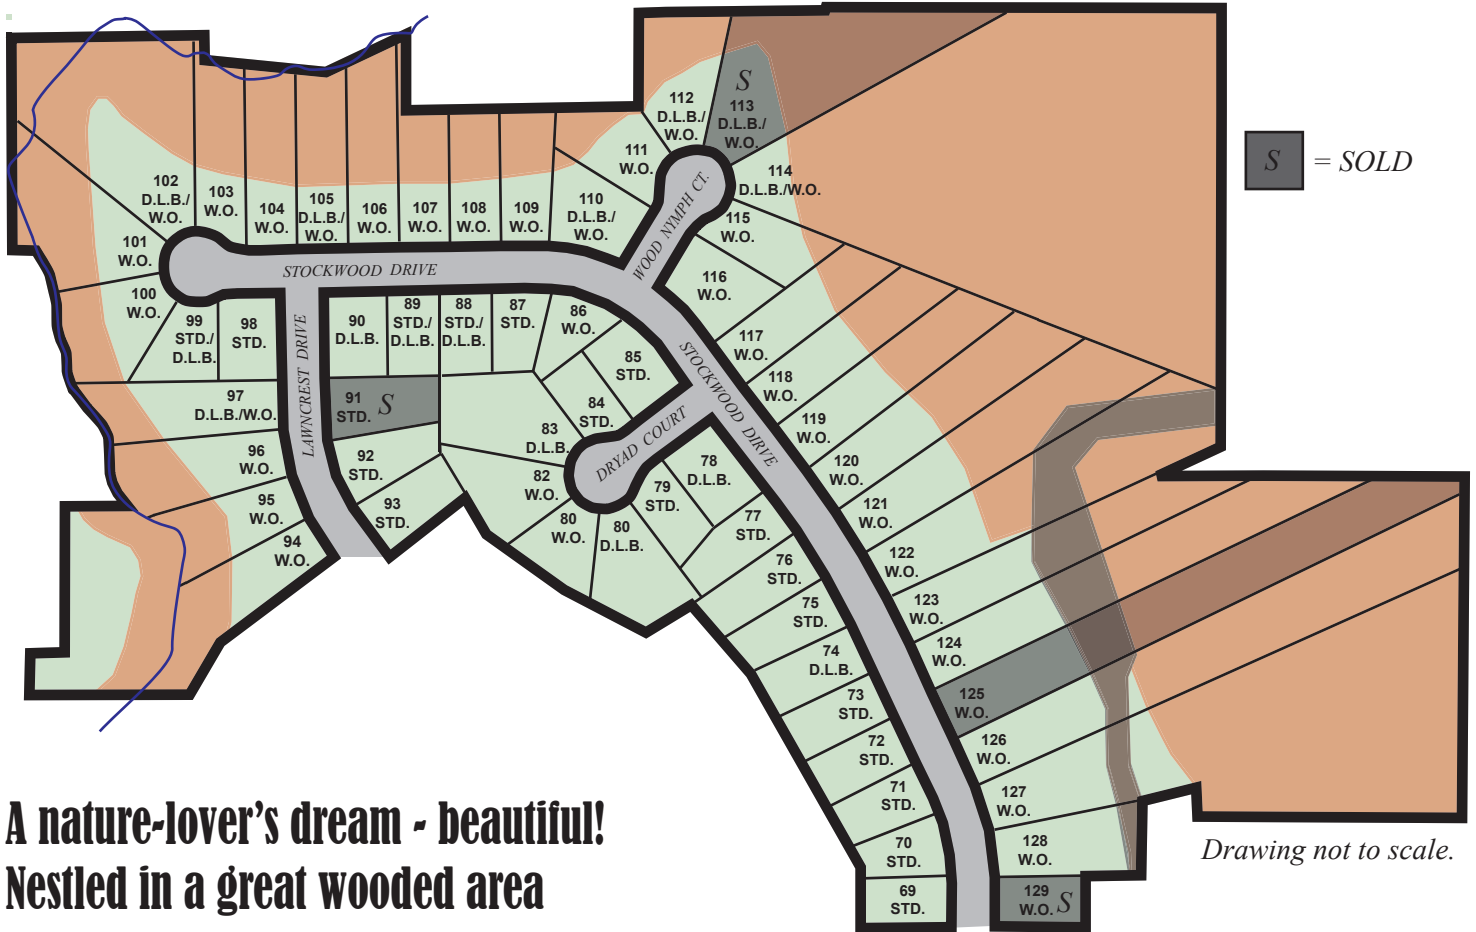 S
112
D.L.B./
W.O.
113
D.L.B./
W.O.
S = SOLD
111
W.O.
114
D.L.B./W.O.
102
D.L.B./
W.O.
103
W.O.
104
W.O.
105
D.L.B./
W.O.
106
W.O.
107
W.O.
108
W.O.
109
W.O.
110
D.L.B./
W.O.
WOOD NYMPH CT.
115
W.O.
101
W.O.
STOCKWOOD DRIVE
116
W.O.
100
W.O.
99
STD./
D.L.B.
98
STD.
LAWNCREST DRIVE
90
D.L.B.
89
STD./
D.L.B.
88
STD./
D.L.B.
87
STD.
86
W.O.
85
STD.
STOCKWOOD DIRVE
117
W.O.
118
W.O.
97
D.L.B./W.O.
91
STD.
S
84
STD.
DRYAD COURT
119
W.O.
83
D.L.B.
96
W.O.
92
STD.
82
W.O.
79
STD.
78
D.L.B.
120
W.O.
95
W.O.
93
STD.
80
W.O.
80
D.L.B.
77
STD.
121
W.O.
94
W.O.
76
STD.
122
W.O.
75
STD.
123
W.O.
74
D.L.B.
124
W.O.
73
STD.
125
W.O.
72
STD.
126
W.O.
71
STD.
127
W.O.
70
STD.
128
W.O.
69
STD.
129
W.O.
S
A nature-lover's dream - beautiful!
Nestled in a great wooded area
Drawing not to scale.